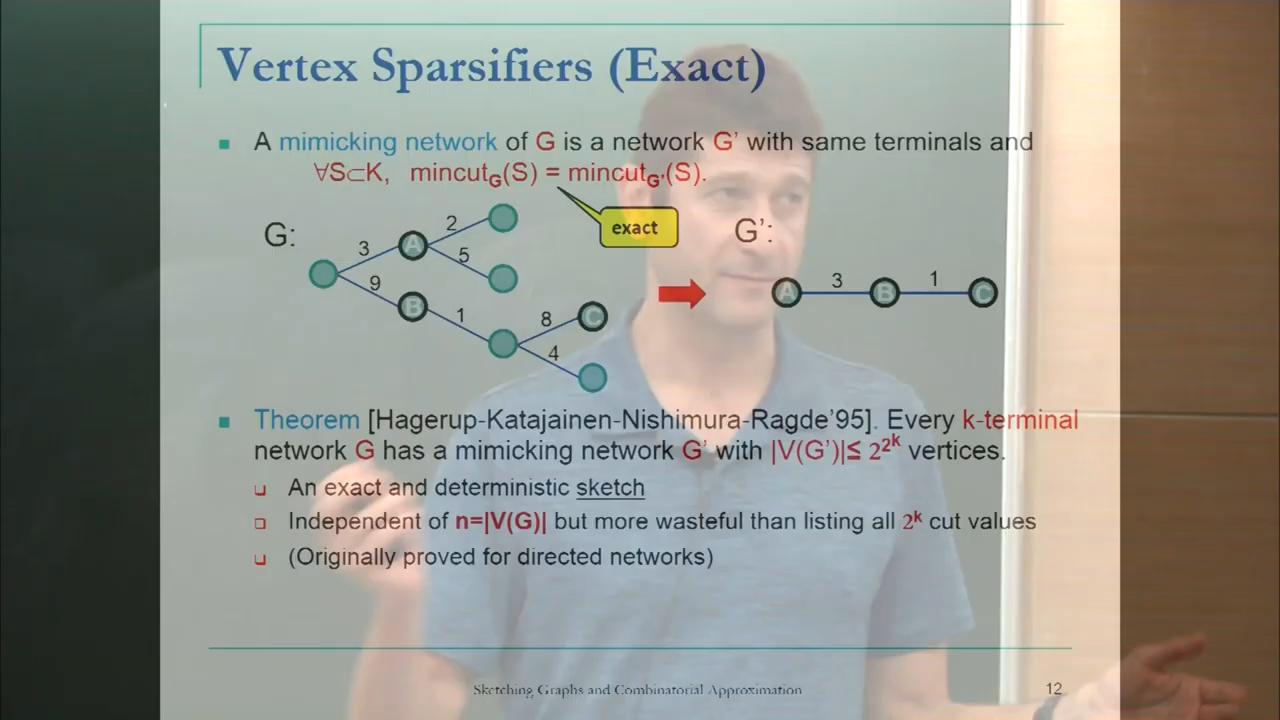 Vertex Sparsifiers (Exact)
A mimicking network of G is a network G' with same terminals and
∀S⊂K, mincut_G(S) = mincut_G'(S).
exact
G:
G':
3
9
A
B
2
5
1
8
4
C
A
3
B
1
C
Theorem [Hagerup-Katajainen-Nishimura-Ragde'95]. Every k-terminal
network G has a mimicking network G' with |V(G')|≤ 2^2^k vertices.
An exact and deterministic sketch
Independent of n=|V(G)| but more wasteful than listing all 2^k cut values
(Originally proved for directed networks)
Sketching Graphs and Combinatorial Approximation
12